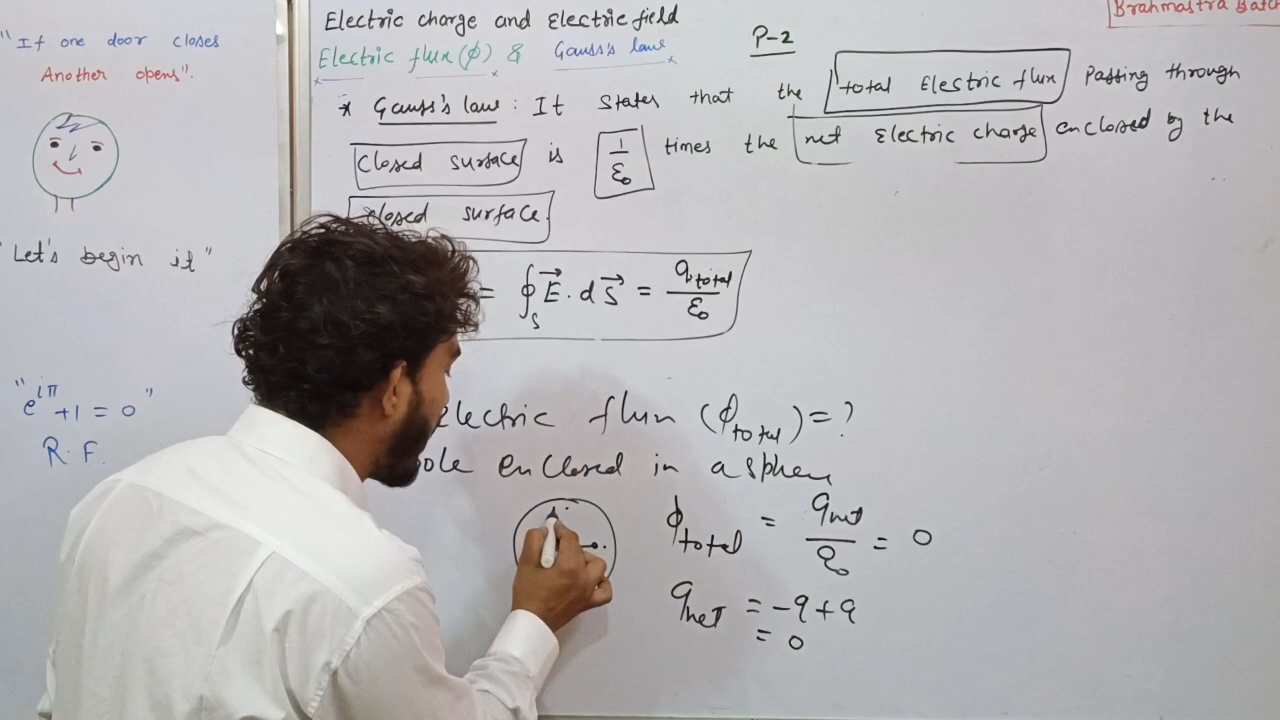 "If one door closes
Another opens".
"Let's begin it"
"e^{iπ} + 1 = 0"
R. F.
Electric charge and Electric field
Brahmastra Batch
Electric flux(ϕ) & Gauss's law
P-2
* Gauss's law : It states that the total Electric flux passing through
closed surface is 1/ε₀ times the net Electric charge enclosed by the
closed surface.
= ∮_S E⃗ . dS⃗ = q_total/ε₀
Electric flux (ϕ_total) = ?
pole enclosed in a sphere
ϕ_total = q_net/ε₀ = 0
q_net = -q + q
= 0